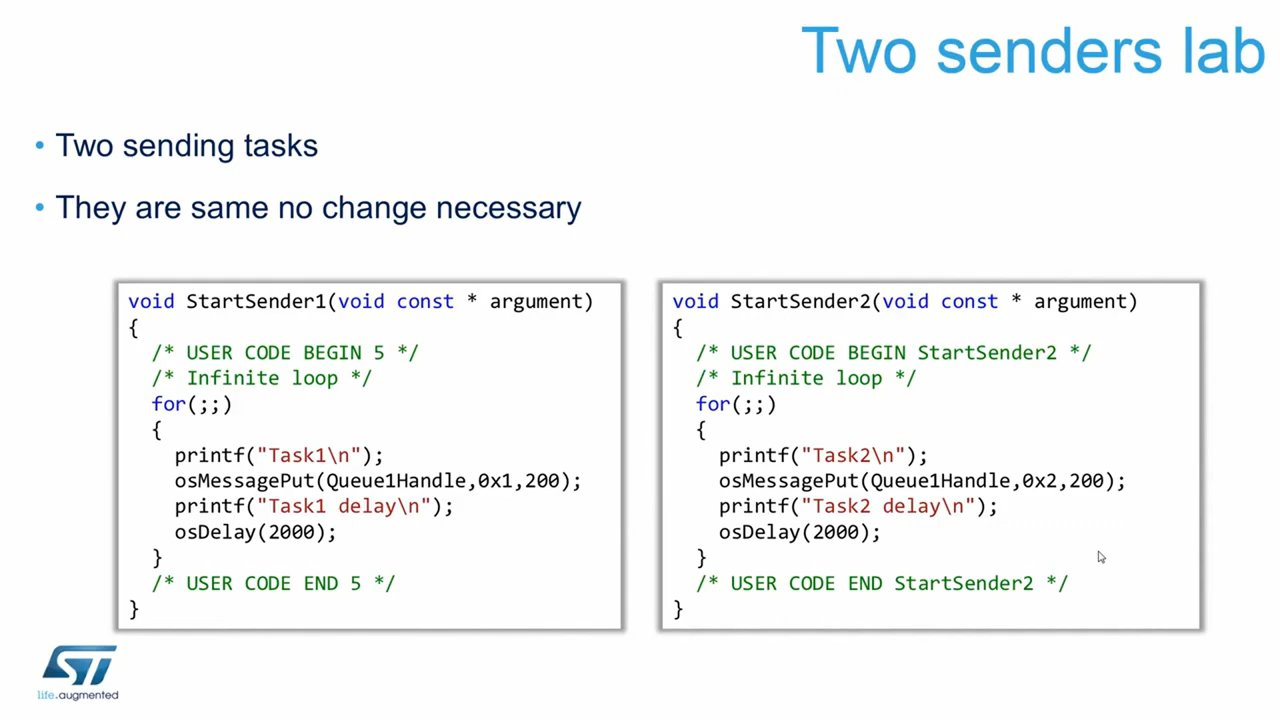 Two senders lab
• Two sending tasks
• They are same no change necessary
void StartSender1(void const * argument)
{
/* USER CODE BEGIN 5 */
/* Infinite loop */
for(;;)
{
printf("Task1\n");
osMessagePut(Queue1Handle,0x1,200);
printf("Task1 delay\n");
osDelay(2000);
}
/* USER CODE END 5 */
}
void StartSender2(void const * argument)
{
/* USER CODE BEGIN StartSender2 */
/* Infinite loop */
for(;;)
{
printf("Task2\n");
osMessagePut(Queue1Handle,0x2,200);
printf("Task2 delay\n");
osDelay(2000);
}
/* USER CODE END StartSender2 */
}
ST
life.augmented